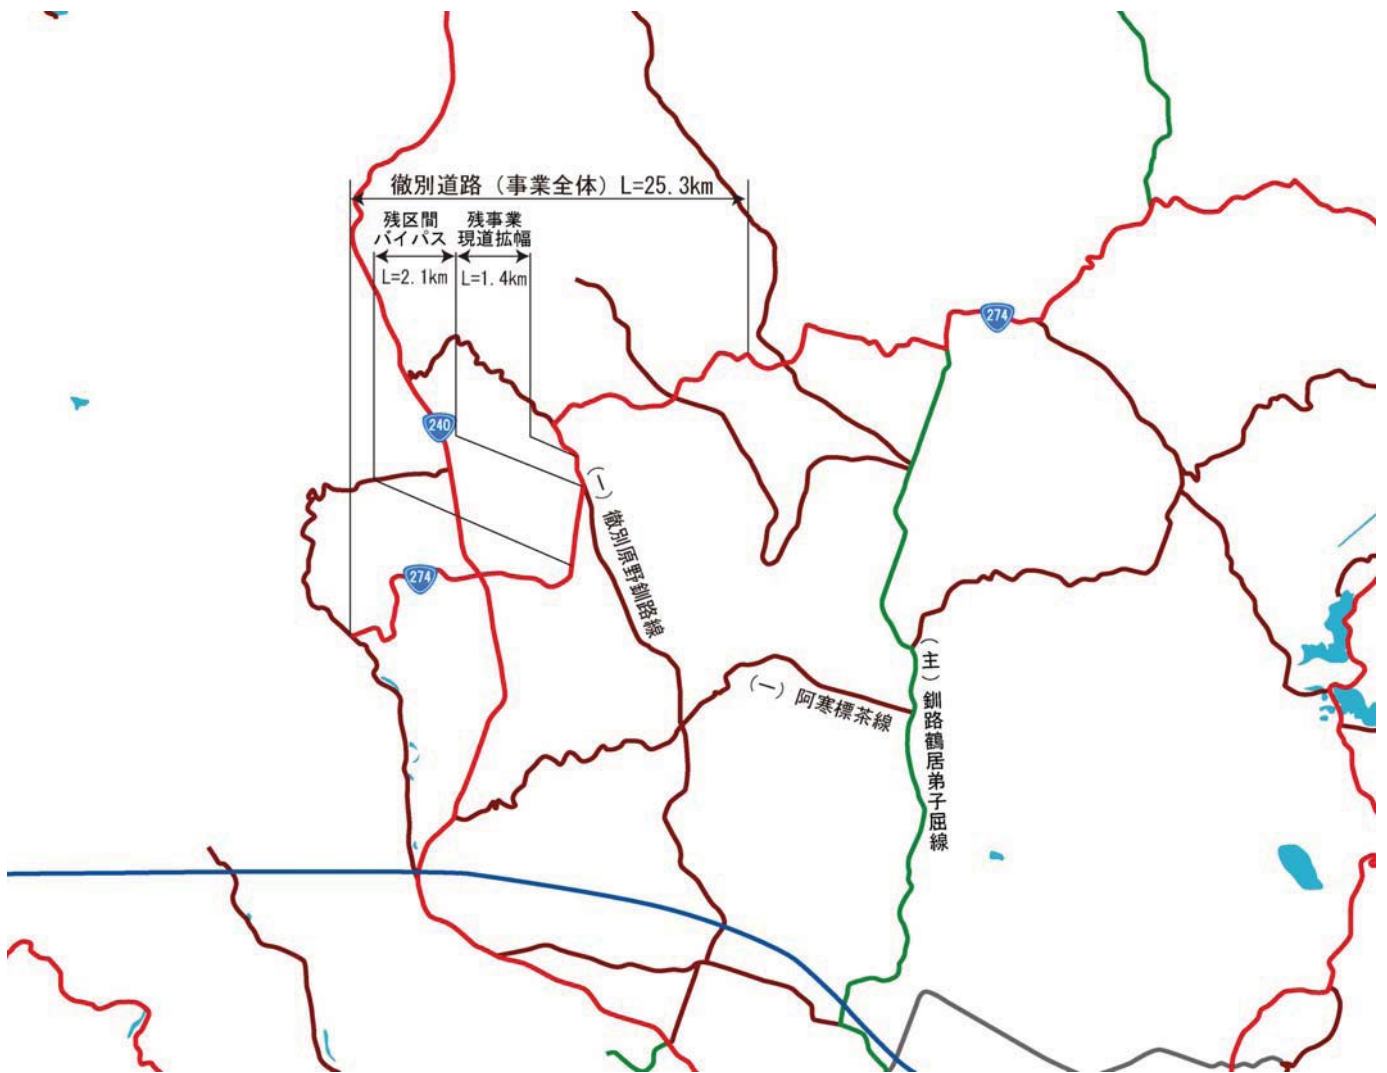 徹別道路（事業全体）L=25.3km
残区間
バイパス
L=2.1km
残事業
現道拡幅
L=1.4km
274
240
274
（一）徹別原野釧路線
（一）阿寒標茶線
（主）釧路鶴居弟子屈線